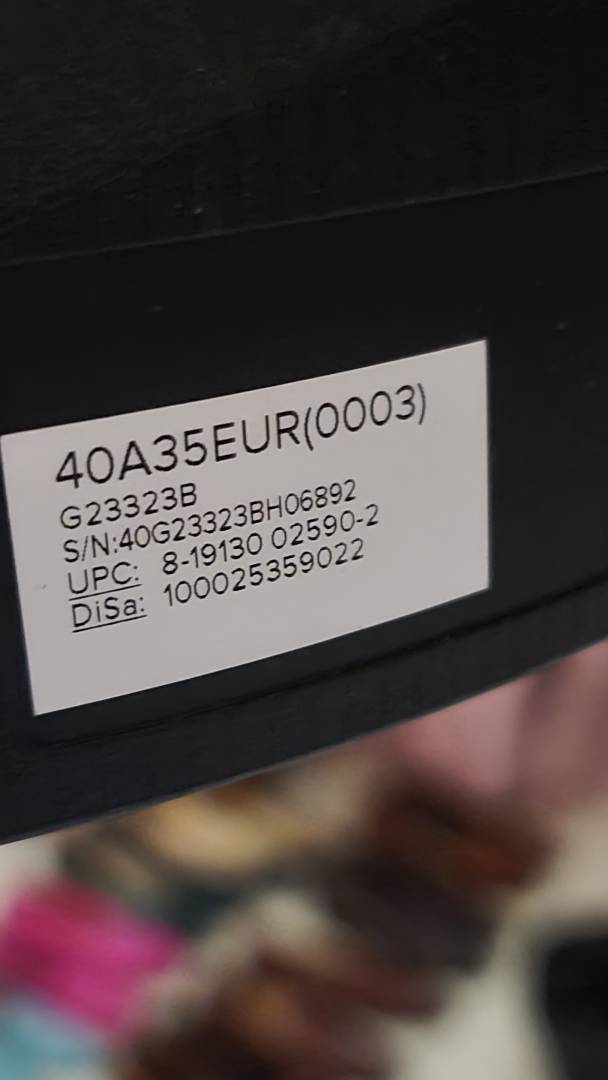 40A35EUR(0003)
G23323B
S/N:40G23323BH06892
UPC: 8-19130 02590-2
DiSa: 100025359022